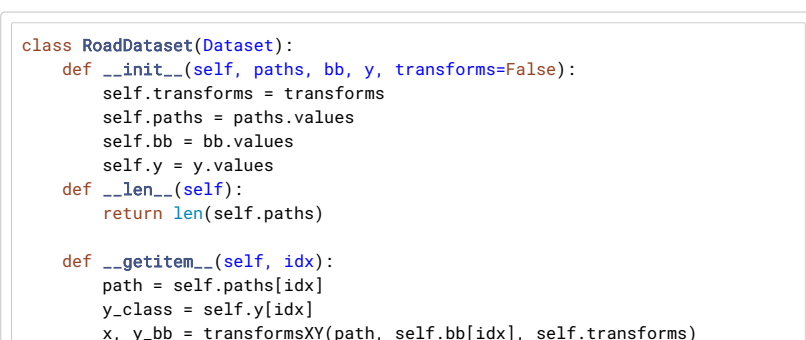 class RoadDataset(Dataset):
    def __init__(self, paths, bb, y, transforms=False):
        self.transforms = transforms
        self.paths = paths.values
        self.bb = bb.values
        self.y = y.values
    def __len__(self):
        return len(self.paths)

    def __getitem__(self, idx):
        path = self.paths[idx]
        y_class = self.y[idx]
        x, y_bb = transformsXY(path, self.bb[idx], self.transforms)